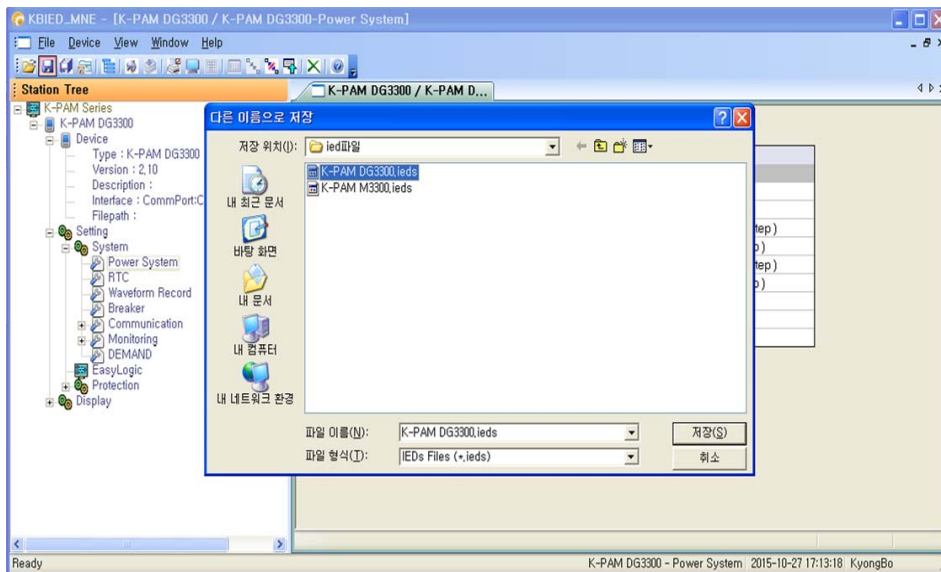 KBIED_MNE - [K-PAM DG3300 / K-PAM DG3300-Power System]
File Device View Window Help
Station Tree
K-PAM DG3300 / K-PAM D...
K-PAM Series
K-PAM DG3300
Device
Type : K-PAM DG3300
Version : 2,10
Description :
Interface : CommPort:C
Filepath :
Setting
System
Power System
RTC
Waveform Record
Breaker
Communication
Monitoring
DEMAND
EasyLogic
Protection
Display
다른 이름으로 저장
저장 위치(I): ied파일
K-PAM DG3300,ieds
K-PAM M3300,ieds
내 최근 문서
바탕 화면
내 문서
내 컴퓨터
내 네트워크 환경
파일 이름(N): K-PAM DG3300,ieds 저장(S)
파일 형식(T): IEDs Files (*,ieds) 취소
tep)
)
tep)
)
Ready K-PAM DG3300 - Power System 2015-10-27 17:13:18 KyongBo